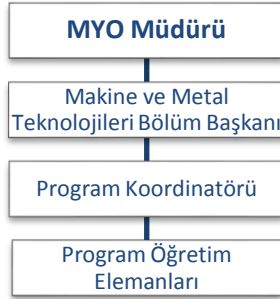 MYO Müdürü
Makine ve Metal
Teknolojileri Bölüm Başkanı
Program Koordinatörü
Program Öğretim
Elemanları